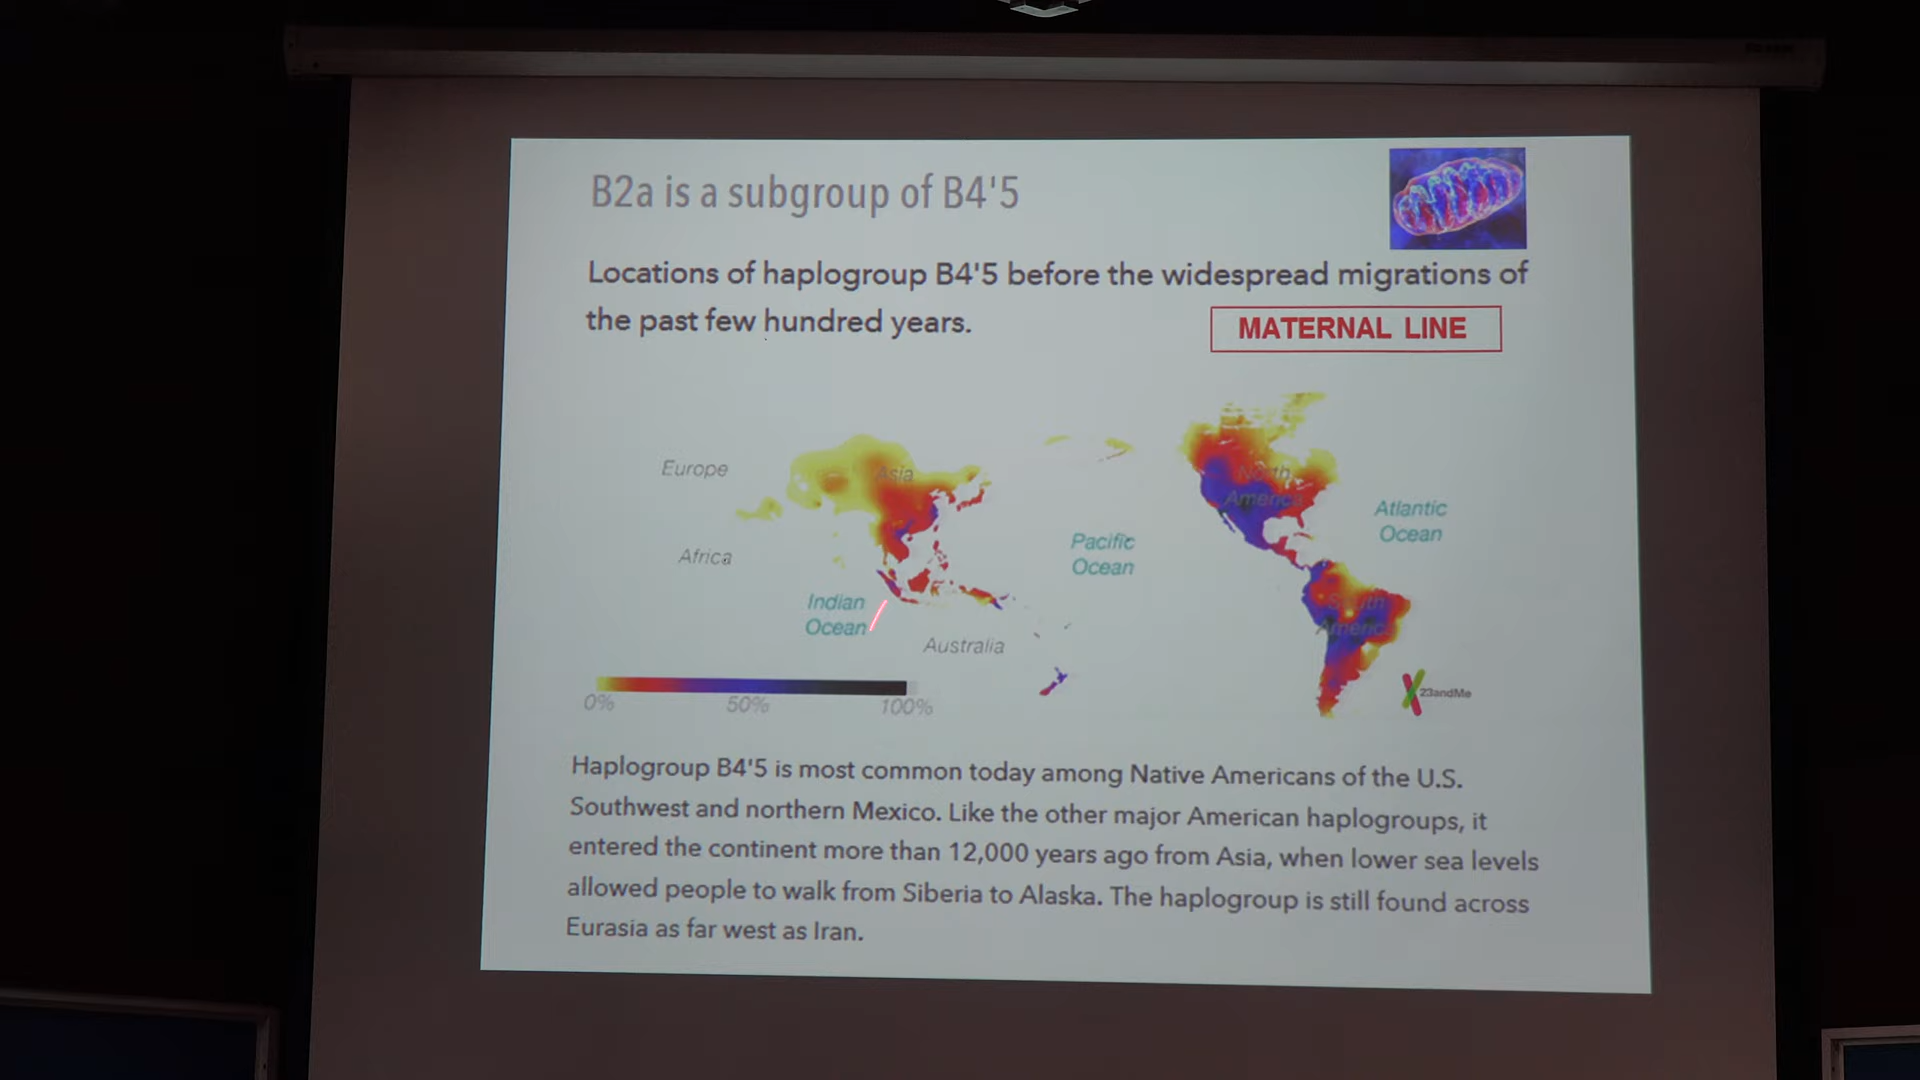 B2a is a subgroup of B4'5
Locations of haplogroup B4'5 before the widespread migrations of
the past few hundred years.
MATERNAL LINE
Europe
Asia
North
America
Atlantic
Ocean
Pacific
Ocean
Africa
Indian
Ocean
Australia
South
America
0%
50%
100%
23andMe
Haplogroup B4'5 is most common today among Native Americans of the U.S.
Southwest and northern Mexico. Like the other major American haplogroups, it
entered the continent more than 12,000 years ago from Asia, when lower sea levels
allowed people to walk from Siberia to Alaska. The haplogroup is still found across
Eurasia as far west as Iran.